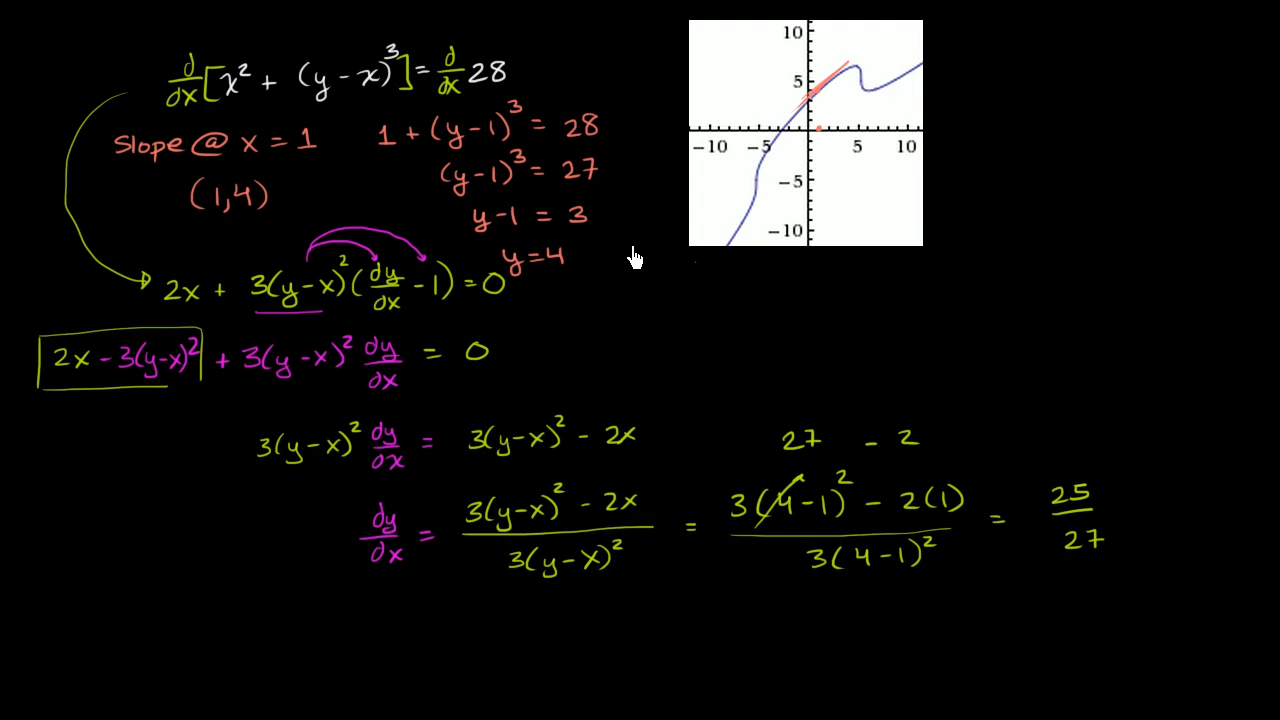 d/dx[x² + (y - x)³] = d/dx 28
Slope @ x = 1
(1,4)
1 + (y-1)³ = 28
(y-1)³ = 27
y-1 = 3
y=4
10
5
-10 -5 5 10
-5
-10
2x + 3(y-x)²(dy/dx - 1) = 0
2x - 3(y-x)² + 3(y-x)² dy/dx = 0
3(y-x)² dy/dx = 3(y-x)² - 2x
27 - 2
dy/dx = 3(y-x)² - 2x / 3(y-x)² = 3(4-1)² - 2(1) / 3(4-1)² = 25/27